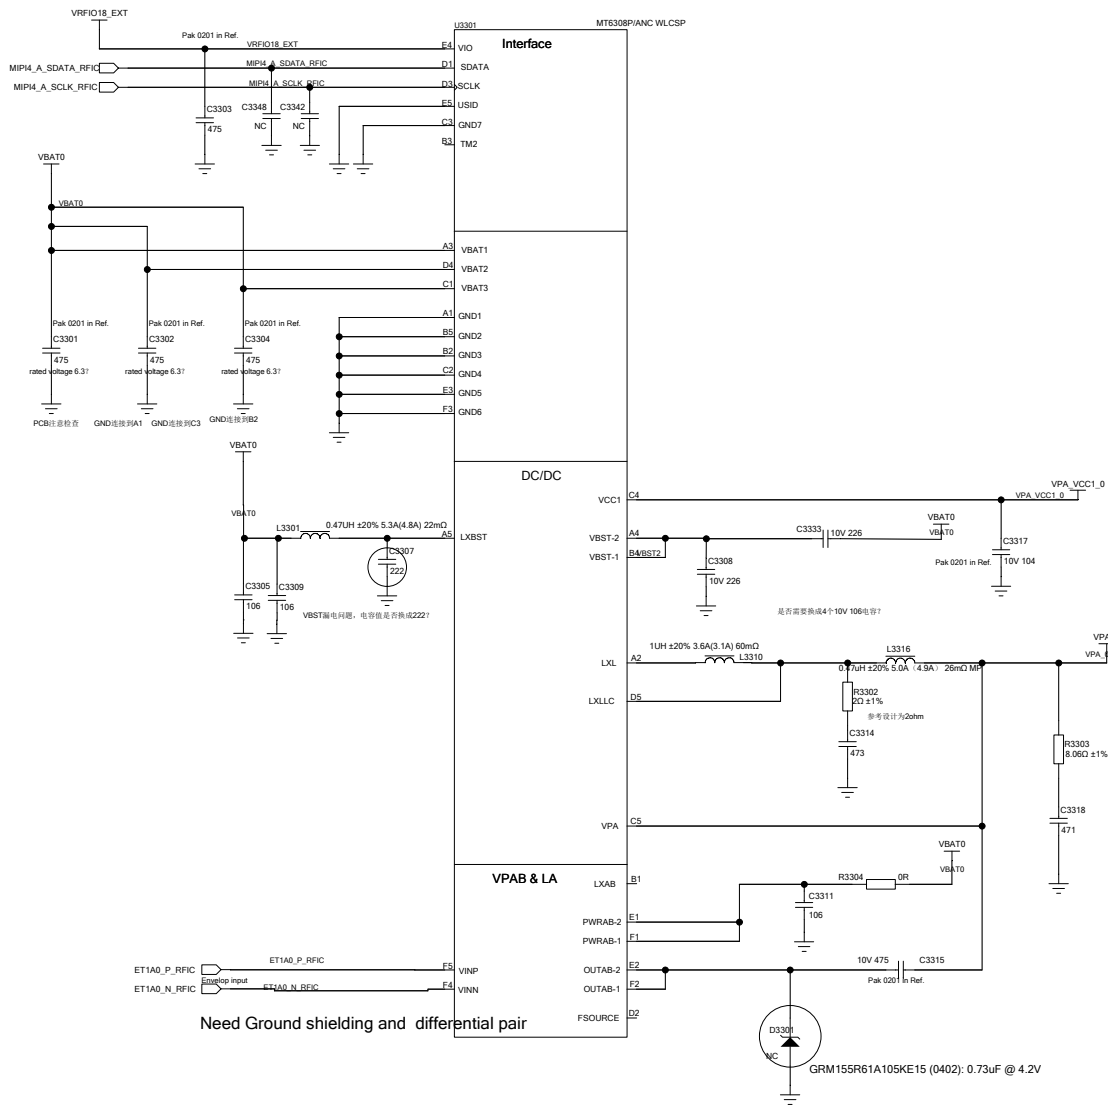 VRFIO18_EXT
U3301
MT6308P/ANC WLCSP
Pak 0201 in Ref.
Interface
VRFIO18_EXT
E4
VIO
MIPI4_A_SDATA_RFIC
MIPI4_A_SDATA_RFIC
D1
SDATA
MIPI4_A_SCLK_RFIC
MIPI4_A_SCLK_RFIC
D3
SCLK
C3303
475
C3348
NC
C3342
NC
E5
USID
C3
GND7
B3
TM2
VBAT0
VBAT0
A3
VBAT1
D4
VBAT2
C1
VBAT3
A1
GND1
B5
GND2
B2
GND3
C2
GND4
E3
GND5
F3
GND6
Pak 0201 in Ref.
Pak 0201 in Ref.
Pak 0201 in Ref.
C3301
475
rated voltage 6.3?
C3302
475
rated voltage 6.3?
C3304
475
rated voltage 6.3?
PCB注意检查
GND连接到A1
GND连接到C3
GND连接到B2
VBAT0
VBAT0
L3301
0.47UH ±20% 5.3A(4.8A) 22mΩ
A5
LXBST
C3307
222
C3305
106
C3309
106
VBST漏电问题，电容值是否换成222？
DC/DC
VCC1
C4
VPA_VCC1_0
VPA_VCC1_0
VBST-2
A4
VBST-1
B4
VBST2
C3333
10V 226
VBAT0
VBAT0
C3308
10V 226
C3317
10V 104
Pak 0201 in Ref.
是否需要换成4个10V 106电容？
1UH ±20% 3.6A(3.1A) 60mΩ
LXL
A2
L3310
L3316
0.47uH ±20% 5.0A（4.9A）26mΩ MP
VPA
LXLLC
D5
R3302
2Ω ±1%
参考设计为2ohm
C3314
473
R3303
8.06Ω ±1%
C3318
471
VPA
C5
VPAB & LA
LXAB
B1
VBAT0
VBAT0
R3304
0R
C3311
106
PWRAB-2
E1
PWRAB-1
F1
ET1A0_P_RFIC
ET1A0_P_RFIC
F5
VINP
Envelop input
ET1A0_N_RFIC
ET1A0_N_RFIC
F4
VINN
OUTAB-2
E2
OUTAB-1
F2
10V 475
C3315
Pak 0201 in Ref.
FSOURCE
D2
Need Ground shielding and differential pair
D3301
NC
GRM155R61A105KE15 (0402): 0.73uF @ 4.2V